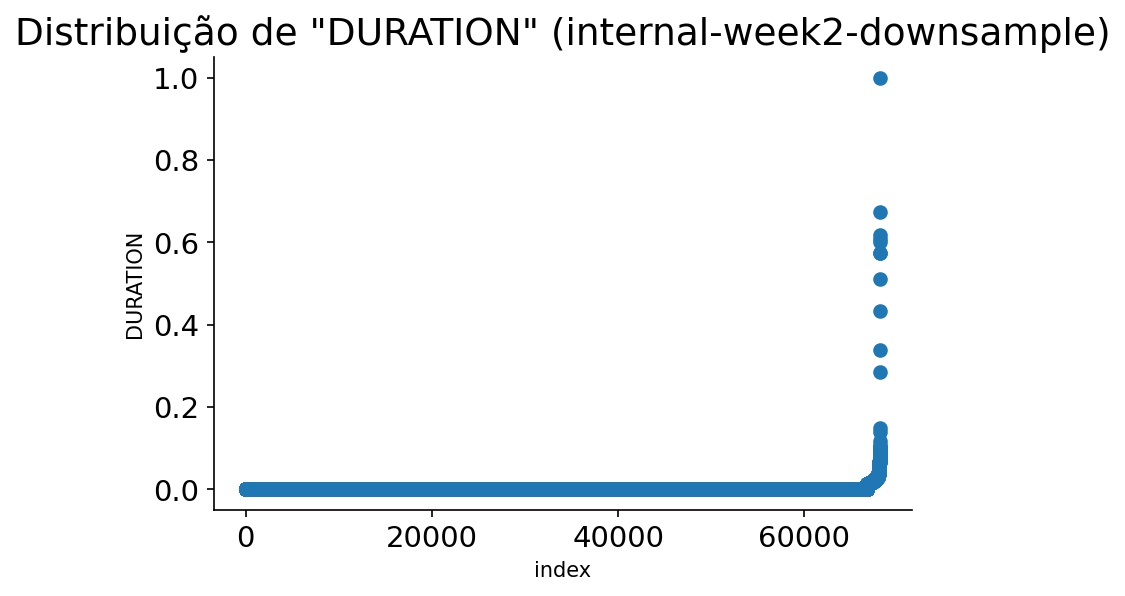 Distribuição de "DURATION" (internal-week2-downsample)
1.0
0.8
0.6
0.4
0.2
0.0
DURATION
0 20000 40000 60000
index